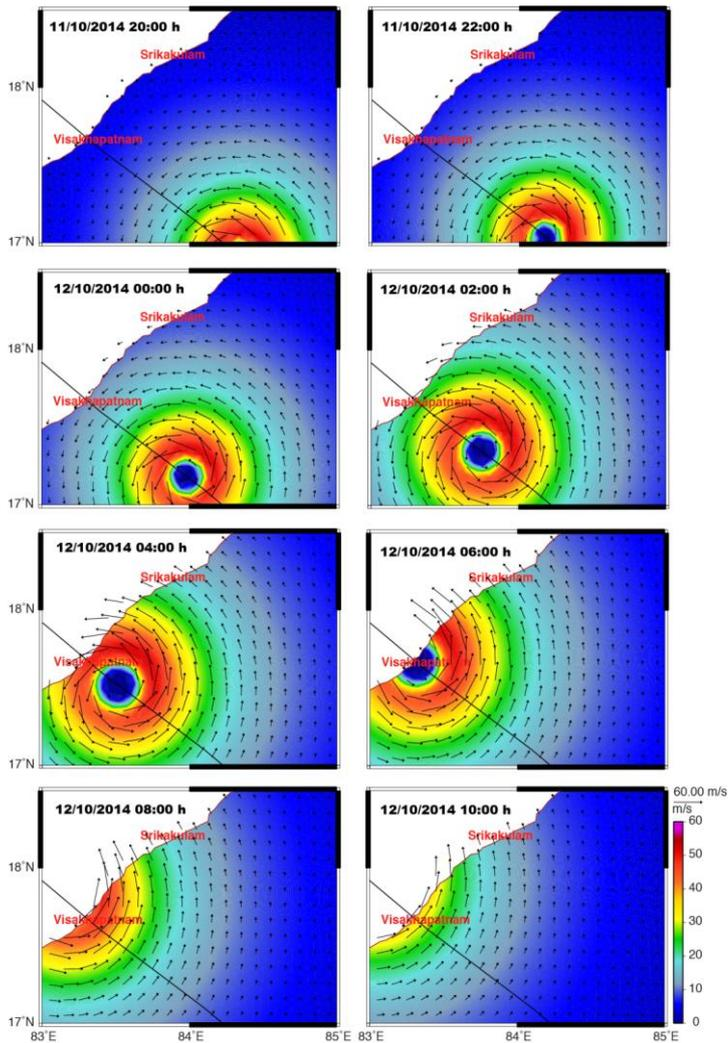 11/10/2014 20:00 h
Srikakulam
18°N
Visakhapatnam
17°N
11/10/2014 22:00 h
Srikakulam
Visakhapatnam
12/10/2014 00:00 h
Srikakulam
18°N
Visakhapatnam
17°N
12/10/2014 02:00 h
Srikakulam
Visakhapatnam
12/10/2014 04:00 h
Srikakulam
18°N
Visakhapatnam
17°N
12/10/2014 06:00 h
Srikakulam
Visakhapat
12/10/2014 08:00 h
Srikakulam
18°N
Visakhapatnam
17°N
83°E 84°E 85°E
12/10/2014 10:00 h
Srikakulam
Visakhapatnam
83°E 84°E 85°E
60.00 m/s
m/s
60
50
40
30
20
10
0